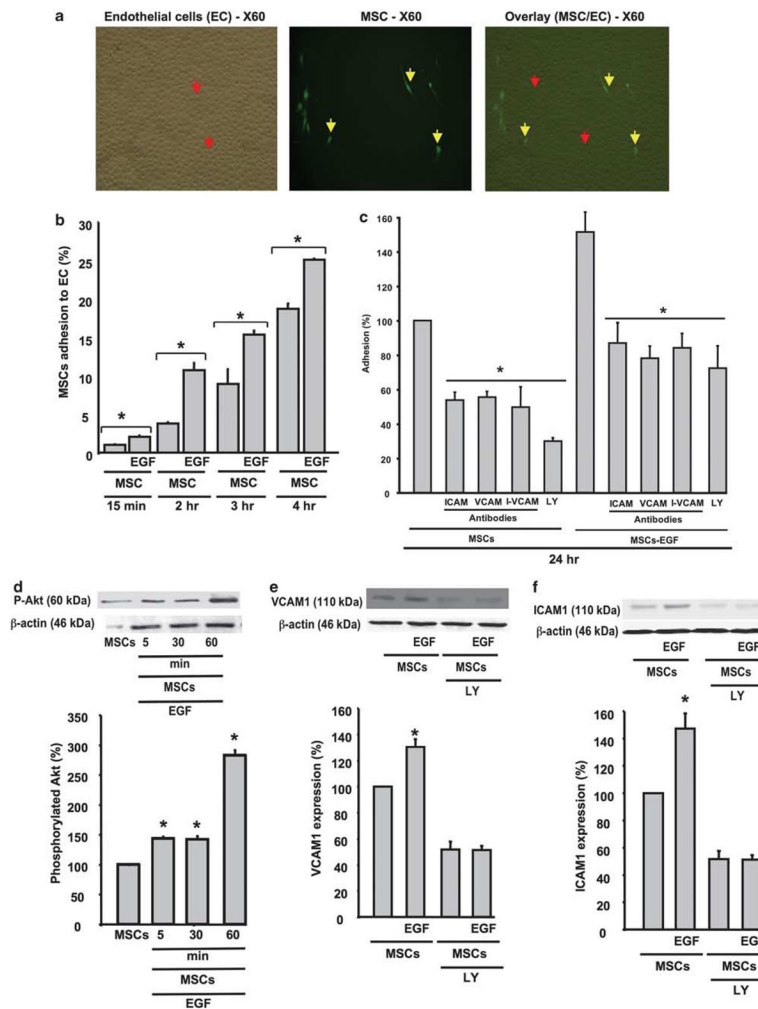 a
Endothelial cells (EC) - X60
MSC - X60
Overlay (MSC/EC) - X60
b
MSCs adhesion to EC (%)
30
25
20
15
10
5
0
*
*
*
*
EGF
EGF
EGF
EGF
MSC
MSC
MSC
MSC
15 min
2 hr
3 hr
4 hr
c
Adhesion (%)
160
140
120
100
80
60
40
20
0
*
*
ICAM
VCAM
I-VCAM
LY
ICAM
VCAM
I-VCAM
LY
Antibodies
Antibodies
MSCs
MSCs-EGF
24 hr
d
P-Akt (60 kDa)
β-actin (46 kDa)
MSCs
5
30
60
min
MSCs
EGF
Phosphorylated Akt (%)
350
300
250
200
150
100
50
0
*
*
*
MSCs
5
30
60
min
MSCs
EGF
e
VCAM1 (110 kDa)
β-actin (46 kDa)
EGF
EGF
MSCs
MSCs
LY
VCAM1 expression (%)
160
140
120
100
80
60
40
20
0
*
EGF
EGF
MSCs
MSCs
LY
f
ICAM1 (110 kDa)
β-actin (46 kDa)
EGF
EGF
MSCs
MSCs
LY
ICAM1 expression (%)
160
140
120
100
80
60
40
20
0
*
EGF
EG
MSCs
MSCs
LY